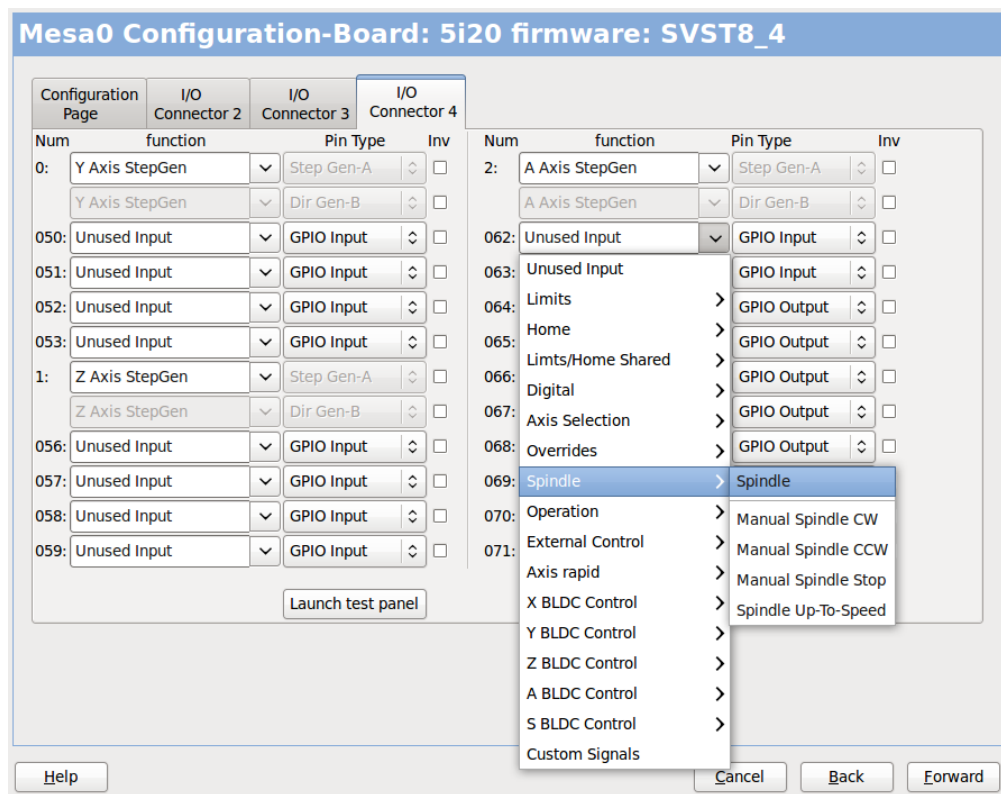 Mesa0 Configuration-Board: 5i20 firmware: SVST8_4
Configuration Page
I/O Connector 2
I/O Connector 3
I/O Connector 4
Num function Pin Type Inv
0: Y Axis StepGen Step Gen-A
Y Axis StepGen Dir Gen-B
050: Unused Input GPIO Input
051: Unused Input GPIO Input
052: Unused Input GPIO Input
053: Unused Input GPIO Input
1: Z Axis StepGen Step Gen-A
Z Axis StepGen Dir Gen-B
056: Unused Input GPIO Input
057: Unused Input GPIO Input
058: Unused Input GPIO Input
059: Unused Input GPIO Input
Launch test panel
Num function Pin Type Inv
2: A Axis StepGen Step Gen-A
A Axis StepGen Dir Gen-B
062: Unused Input GPIO Input
063: GPIO Input
064: GPIO Output
065: GPIO Output
066: GPIO Output
067: GPIO Output
068: GPIO Output
069:
070:
071:
Unused Input
Limits
Home
Limts/Home Shared
Digital
Axis Selection
Overrides
Spindle
Operation
External Control
Axis rapid
X BLDC Control
Y BLDC Control
Z BLDC Control
A BLDC Control
S BLDC Control
Custom Signals
Spindle
Manual Spindle CW
Manual Spindle CCW
Manual Spindle Stop
Spindle Up-To-Speed
Help
Cancel
Back
Forward